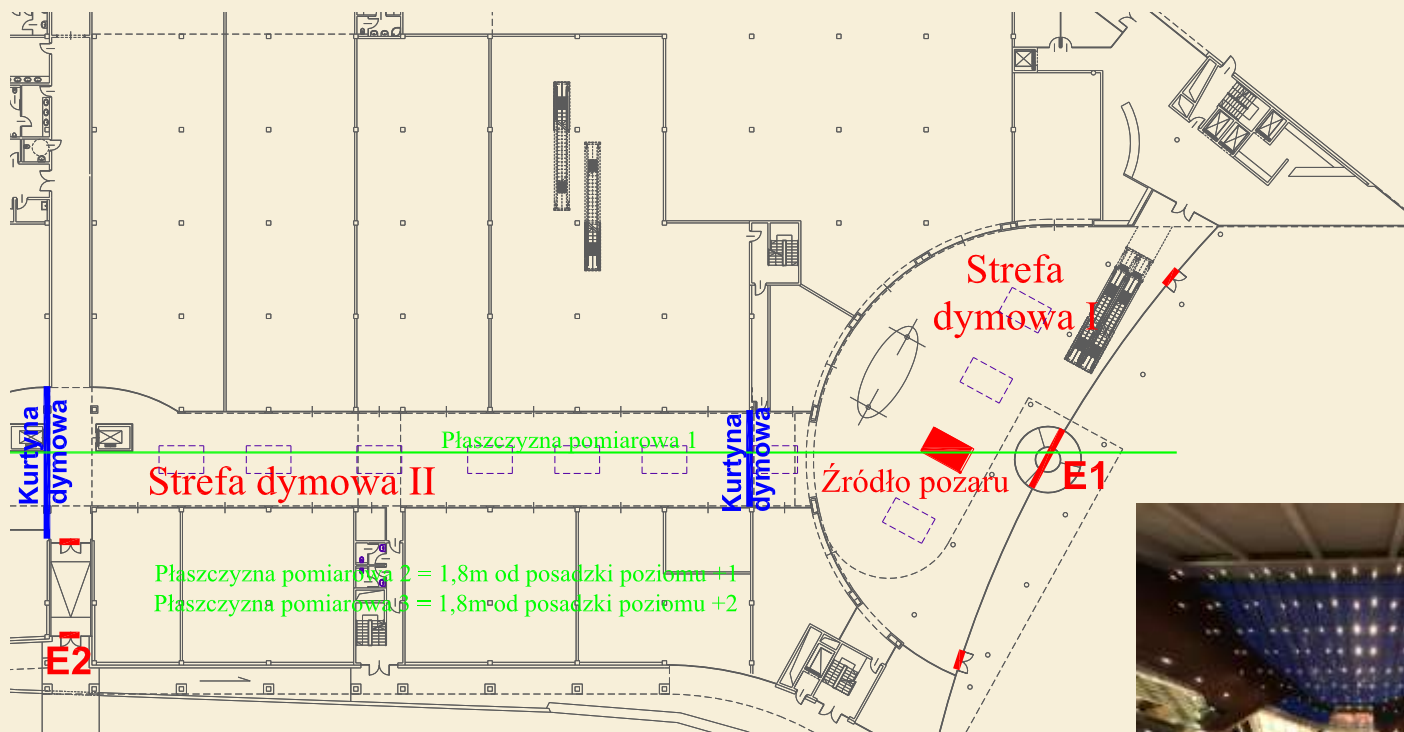 Strefa
dymowa I
Kurtyna
dymowa
Płaszczyzna pomiarowa 1
Kurtyna
dymowa
Strefa dymowa II
Źródło pożaru
E1
Płaszczyzna pomiarowa 2 = 1,8m od posadzki poziomu +1
Płaszczyzna pomiarowa 3 = 1,8m od posadzki poziomu +2
E2